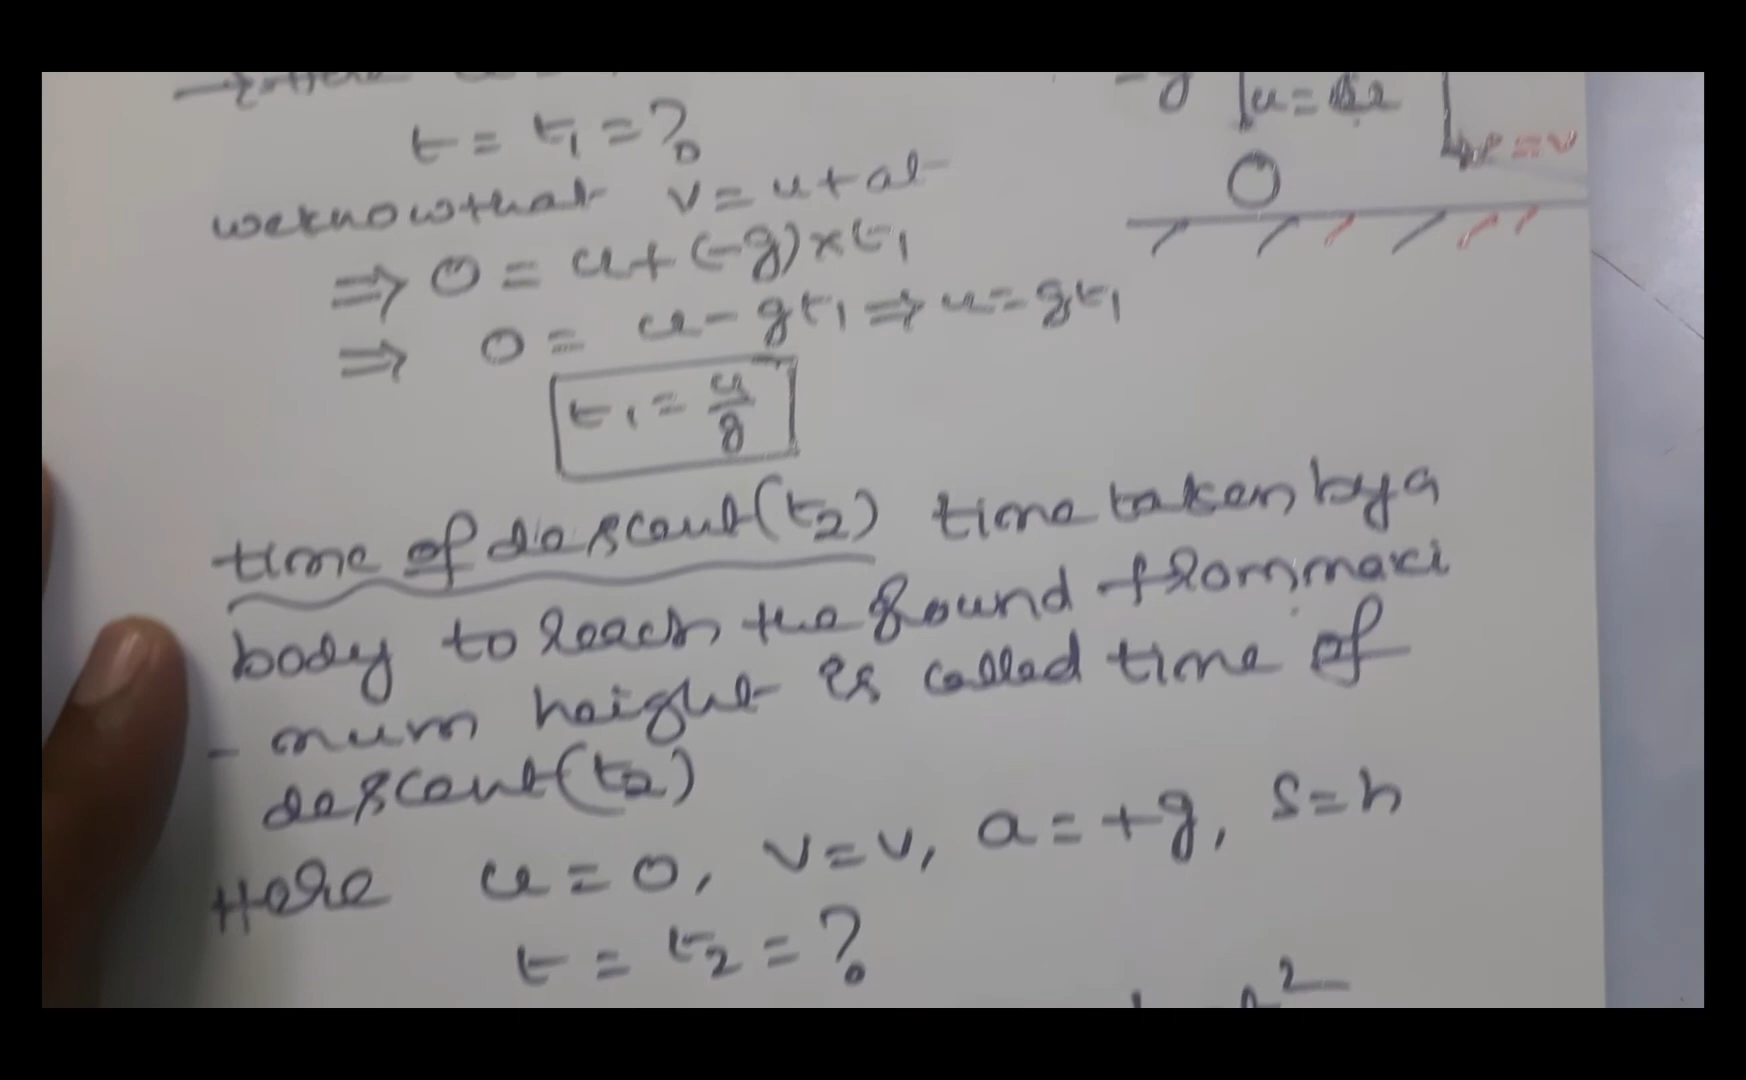 t = t1 = ?
-g u = u
v = v
we know that v = u + at
O
⇒ 0 = u + (-g) × t1
⇒ 0 = u - gt1 ⇒ u = gt1
t1 = u/g
time of descent (t2) time taken by a
body to reach the ground from maxi
- mum height is called time of
descent (t2)
Here u = 0, v = v, a = +g, s = h
t = t2 = ?